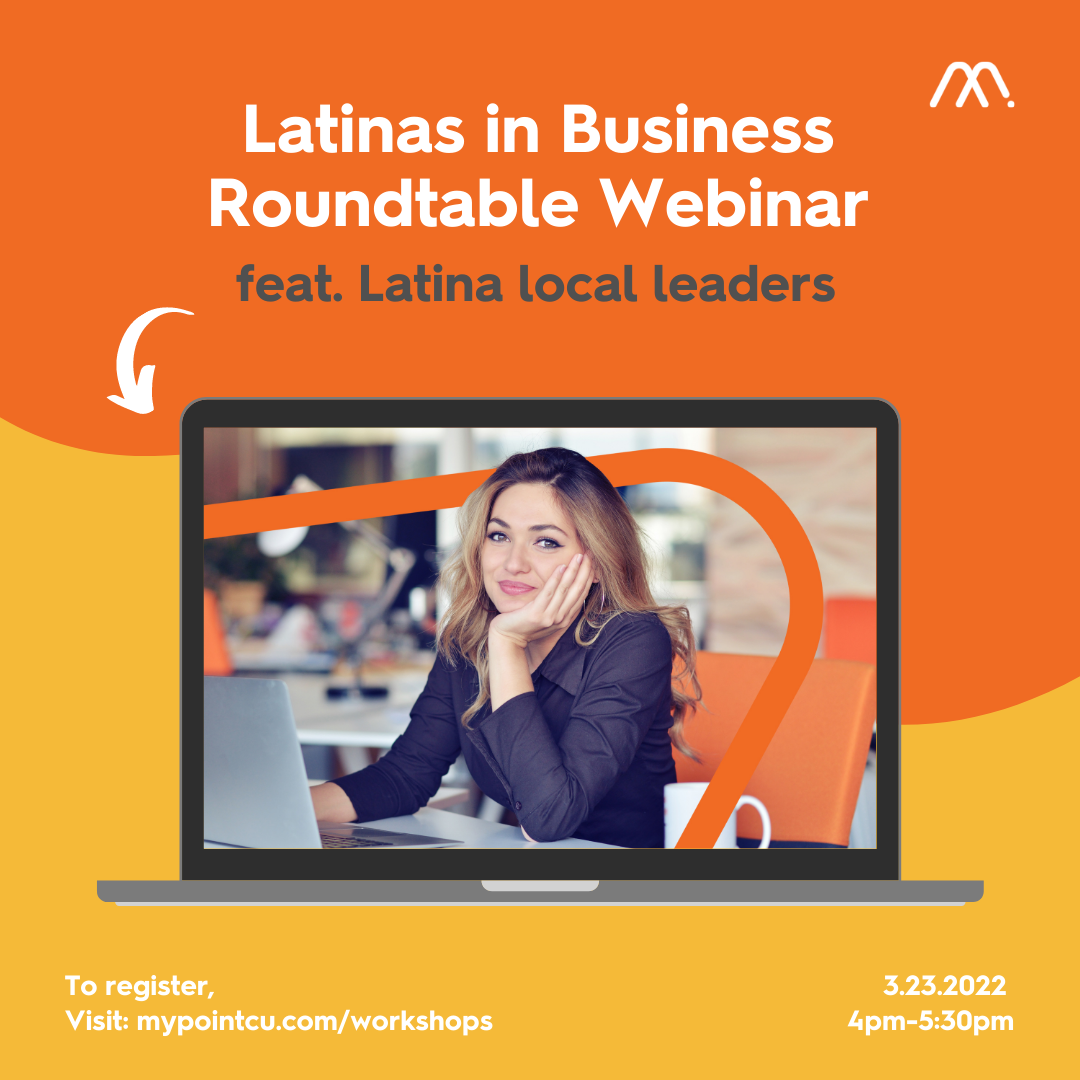 Latinas in Business
Roundtable Webinar
feat. Latina local leaders
To register,
Visit: mypointcu.com/workshops
3.23.2022
4pm-5:30pm